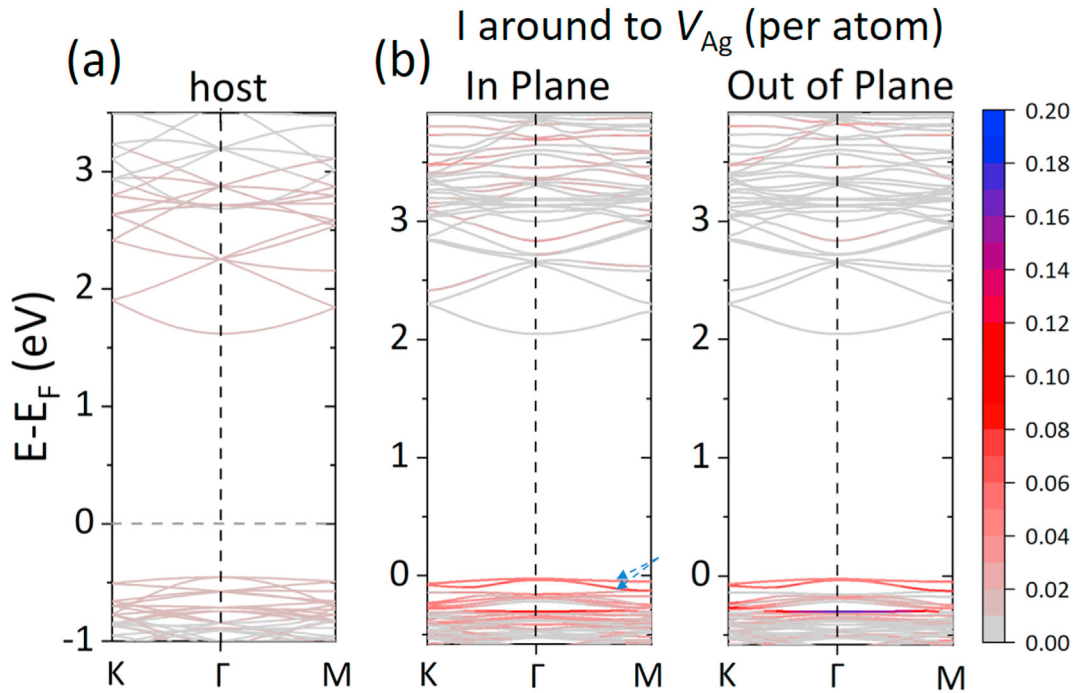 I around to VAg (per atom)
(a)
host
(b)
In Plane
Out of Plane
E-EF (eV)
3
2
1
0
-1
K
Γ
M
3
2
1
0
K
Γ
M
3
2
1
0
K
Γ
M
0.20
0.18
0.16
0.14
0.12
0.10
0.08
0.06
0.04
0.02
0.00